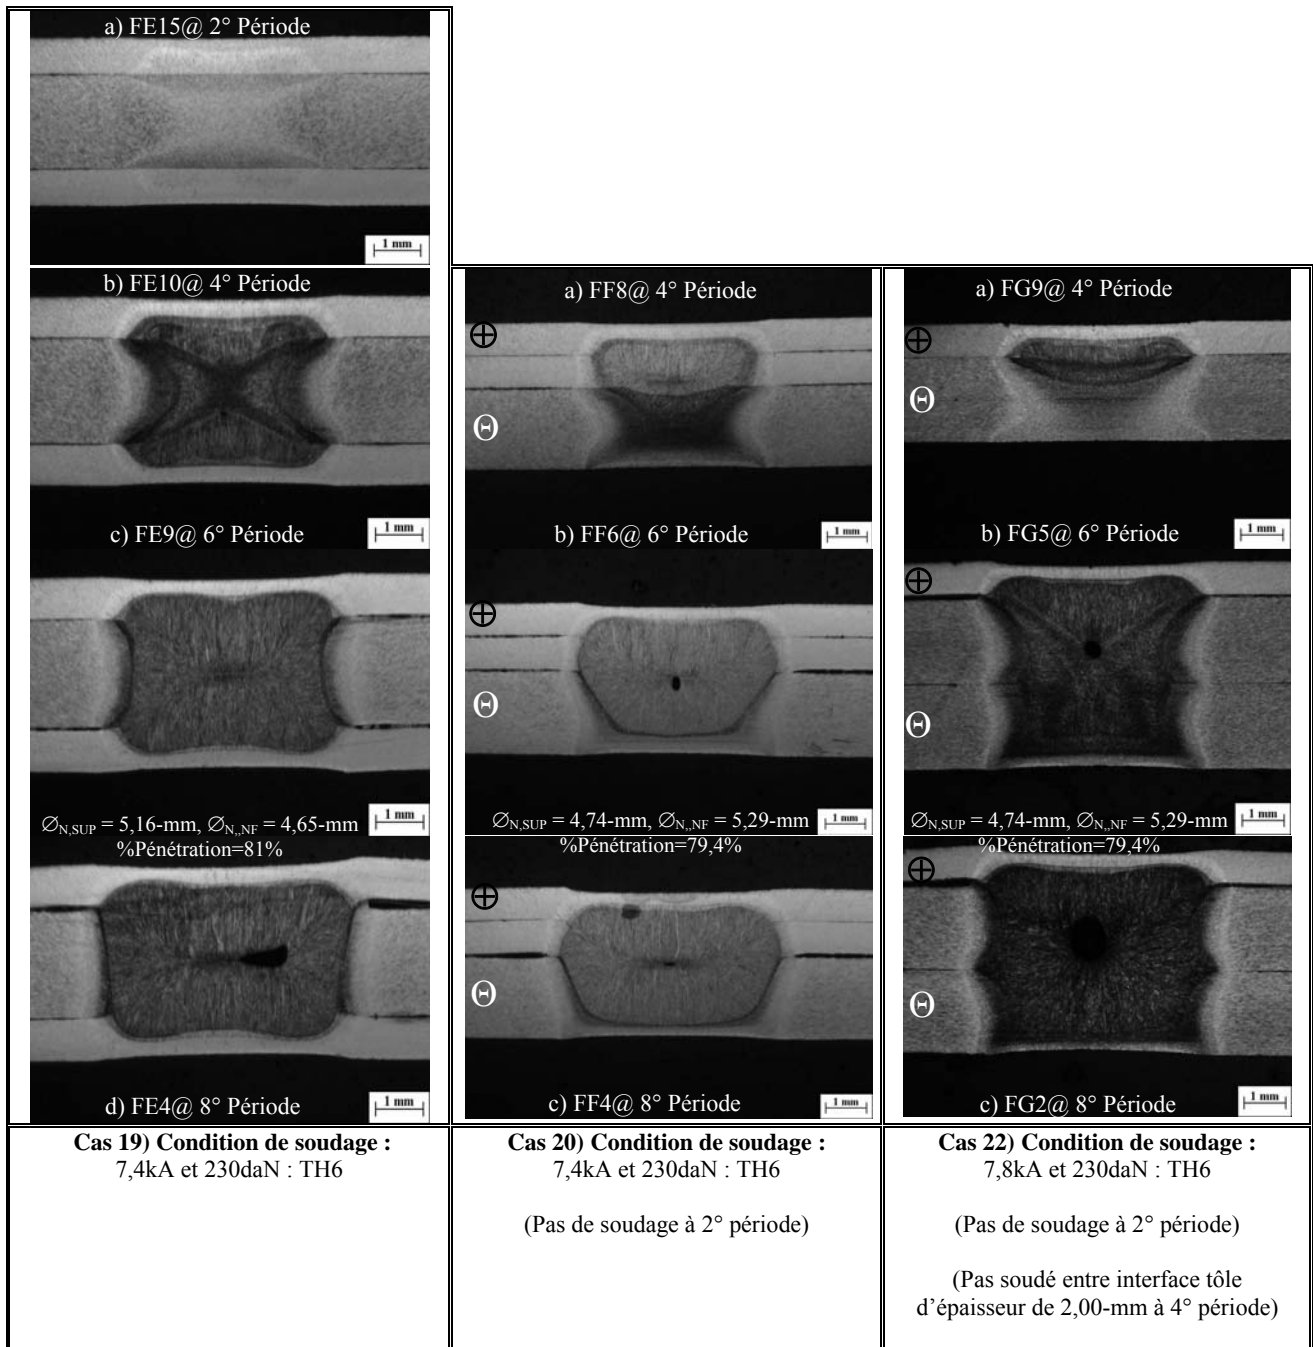 a) FE15@ 2° Période
1 mm
b) FE10@ 4° Période
c) FE9@ 6° Période
1 mm
∅N,SUP = 5,16-mm, ∅N,,NF = 4,65-mm
1 mm
%Pénétration=81%
d) FE4@ 8° Période
1 mm
Cas 19) Condition de soudage :
7,4kA et 230daN : TH6
a) FF8@ 4° Période
⊕
Θ
b) FF6@ 6° Période
1 mm
⊕
Θ
∅N,SUP = 4,74-mm, ∅N,,NF = 5,29-mm
1 mm
%Pénétration=79,4%
⊕
Θ
c) FF4@ 8° Période
1 mm
Cas 20) Condition de soudage :
7,4kA et 230daN : TH6
(Pas de soudage à 2° période)
a) FG9@ 4° Période
⊕
Θ
b) FG5@ 6° Période
1 mm
⊕
Θ
∅N,SUP = 4,74-mm, ∅N,,NF = 5,29-mm
1 mm
%Pénétration=79,4%
⊕
Θ
c) FG2@ 8° Période
1 mm
Cas 22) Condition de soudage :
7,8kA et 230daN : TH6
(Pas de soudage à 2° période)
(Pas soudé entre interface tôle
d'épaisseur de 2,00-mm à 4° période)